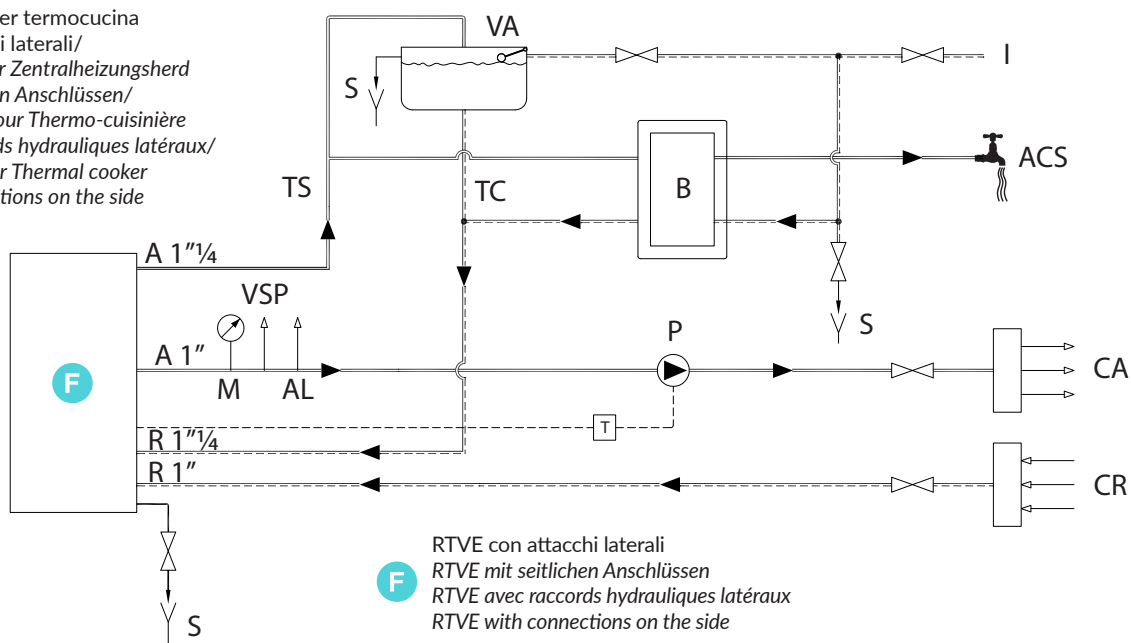 er termocucina
i laterali/
r Zentralheizungsherd
n Anschlüssen/
our Thermo-cuisinière
ds hydrauliques latéraux/
r Thermal cooker
tions on the side
VA
I
S
B
ACS
TS
TC
A 1”¼
VSP
S
P
A 1”
M
AL
CA
F
T
R 1”¼
R 1”
CR
S
F
RTVE con attacchi laterali
RTVE mit seitlichen Anschlüssen
RTVE avec raccords hydrauliques latéraux
RTVE with connections on the side